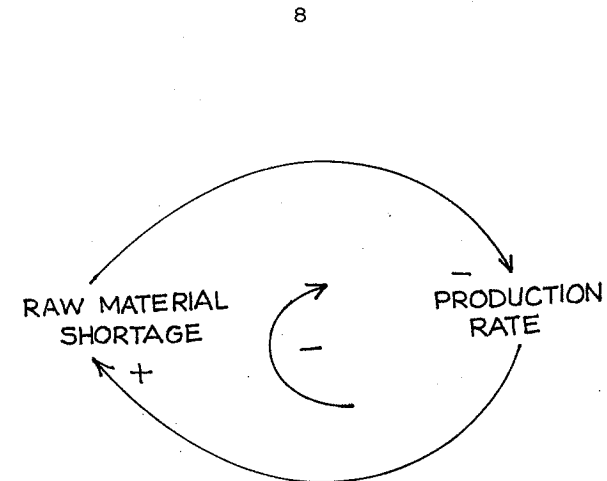 8
−
RAW MATERIAL
SHORTAGE
PRODUCTION
RATE
−
+